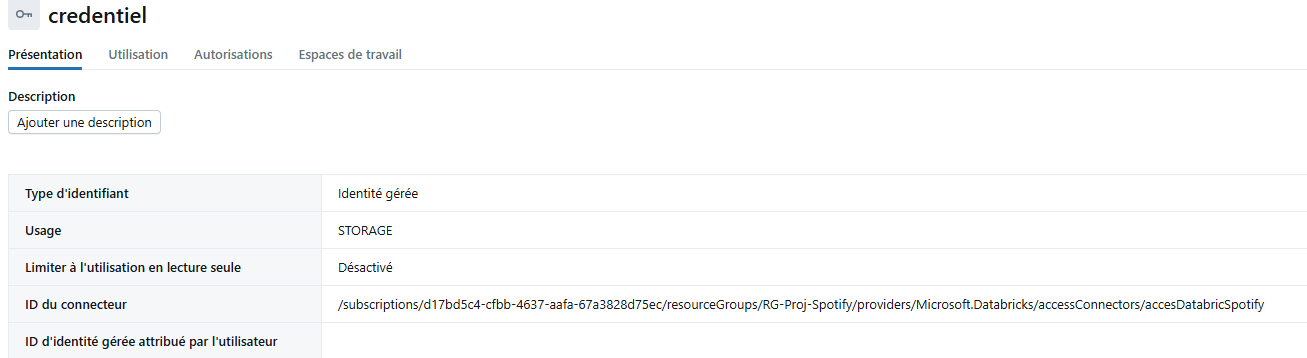 credentiel
Présentation Utilisation Autorisations Espaces de travail
Description
Ajouter une description
Type d'identifiant Identité gérée
Usage STORAGE
Limiter à l'utilisation en lecture seule Désactivé
ID du connecteur /subscriptions/d17bd5c4-cfbb-4637-aafa-67a3828d75ec/resourceGroups/RG-Proj-Spotify/providers/Microsoft.Databricks/accessConnectors/accesDatabricSpotify
ID d'identité gérée attribué par l'utilisateur